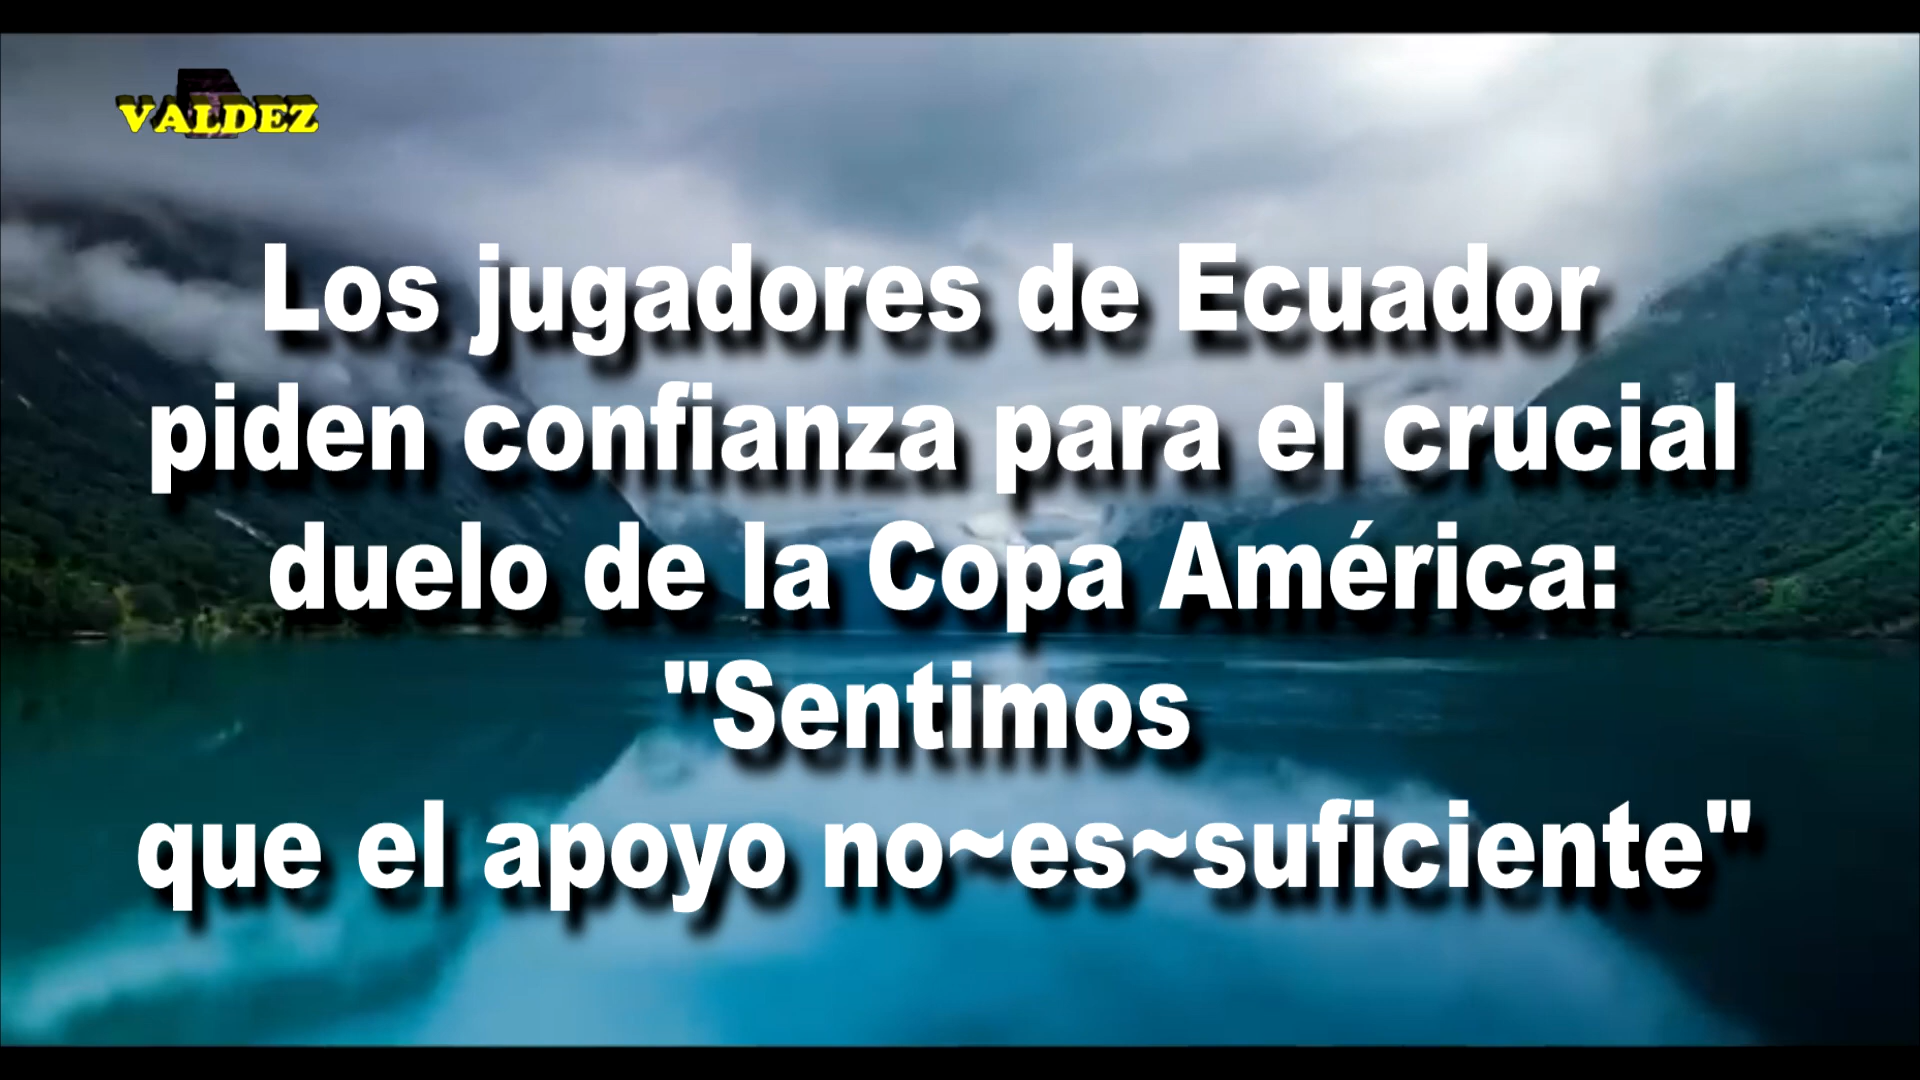 VALDEZ
Los jugadores de Ecuador
piden confianza para el crucial
duelo de la Copa América:
"Sentimos
que el apoyo no~es~suficiente"